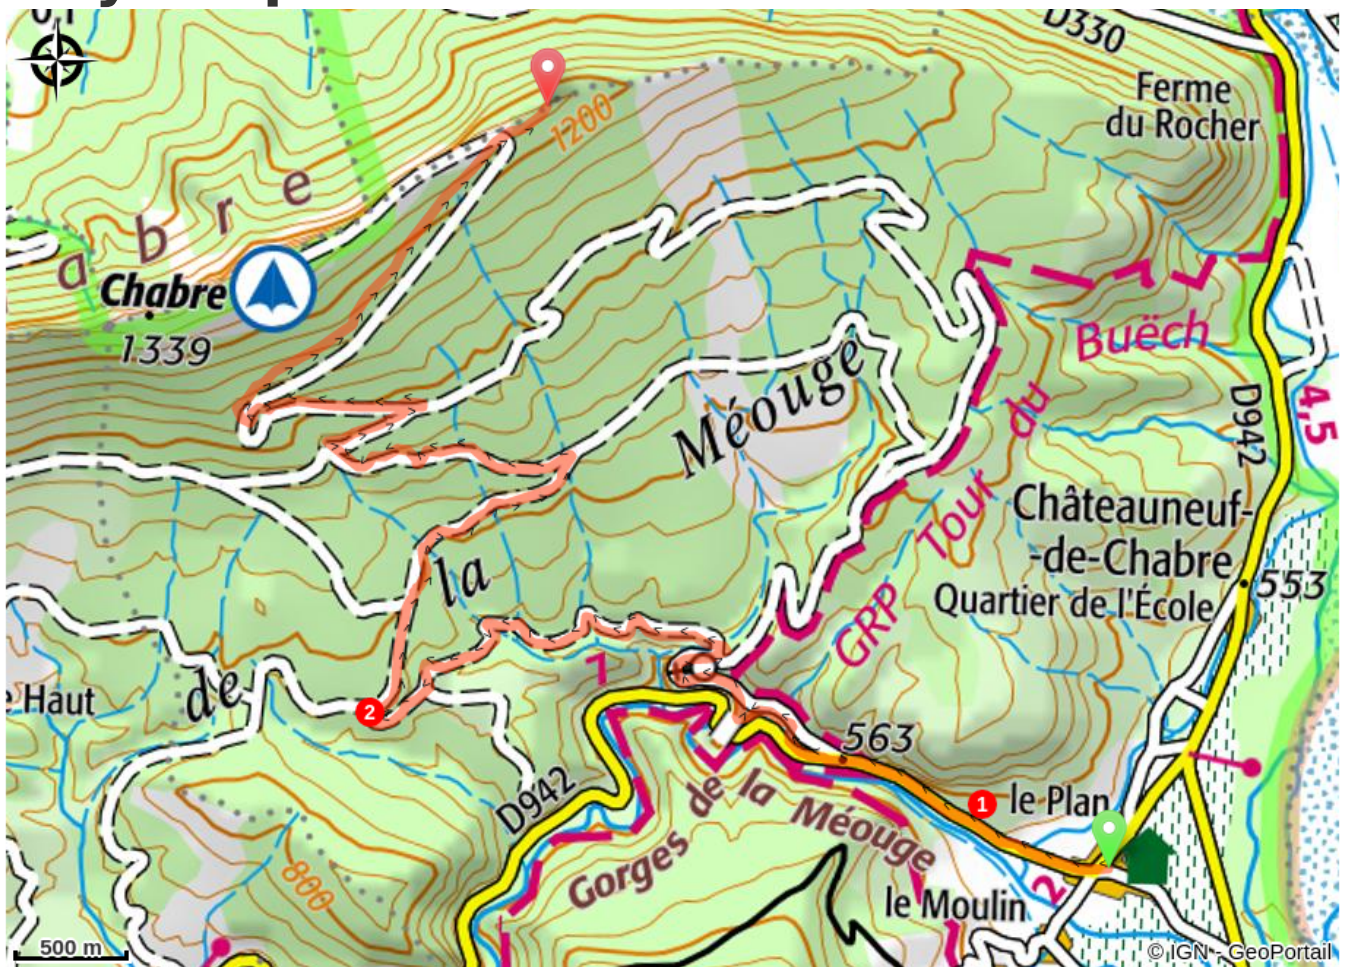 D330
Ferme
du Rocher
1200
abre
Chabre
1339
Buëch
du
Tour
GRP
D942
4,5
Méouge
la
de
Châteauneuf-
-de-Chabre
Quartier de l'École
553
Haut
7
2
563
D942
1
le Plan
Gorges de la Méouge
2
le Moulin
800
500 m
© IGN - GeoPortail